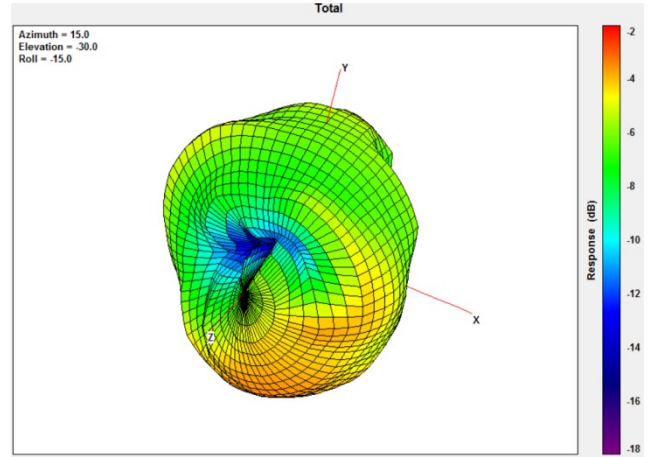 Total
Azimuth = 15.0
Elevation = -30.0
Roll = -15.0
Y
X
Z
-2
-4
-6
-8
-10
-12
-14
-16
-18
Response (dB)